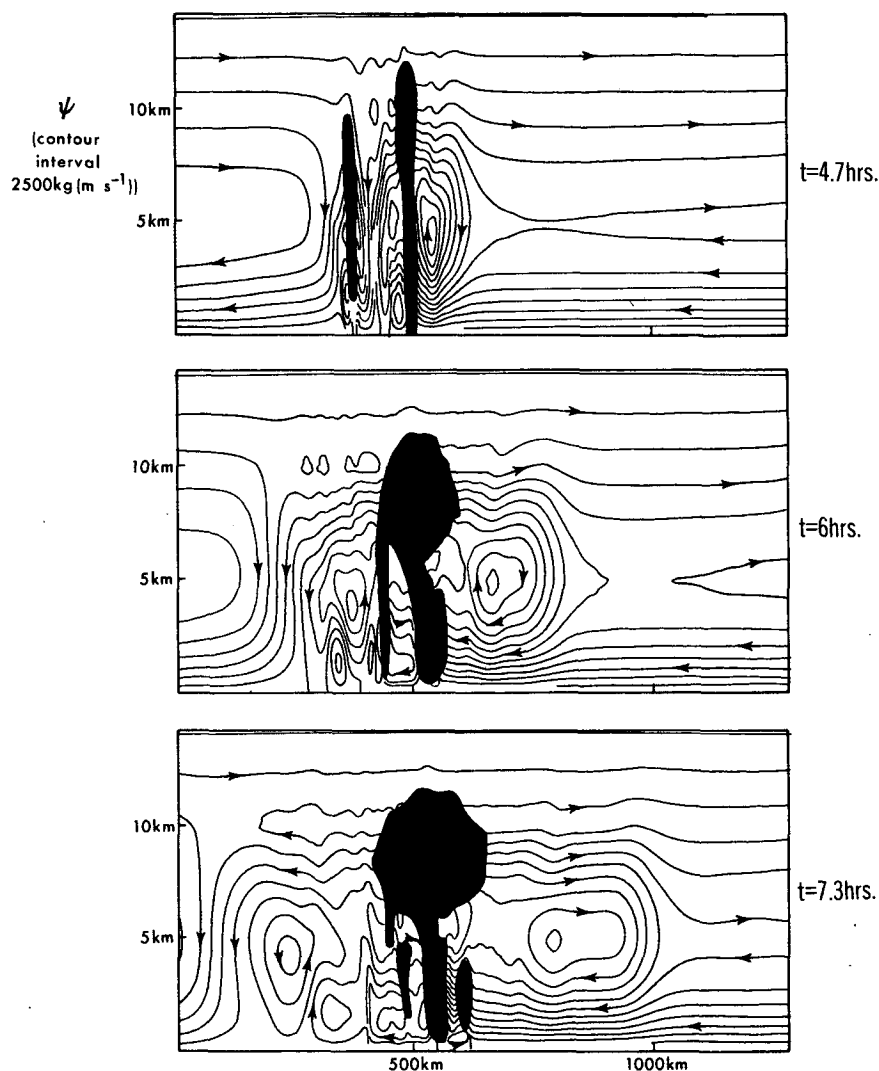 ψ
(contour
interval
2500kg (m s⁻¹))
10km
5km
t=4.7hrs.
10km
5km
t=6hrs.
10km
5km
t=7.3hrs.
500km
1000km